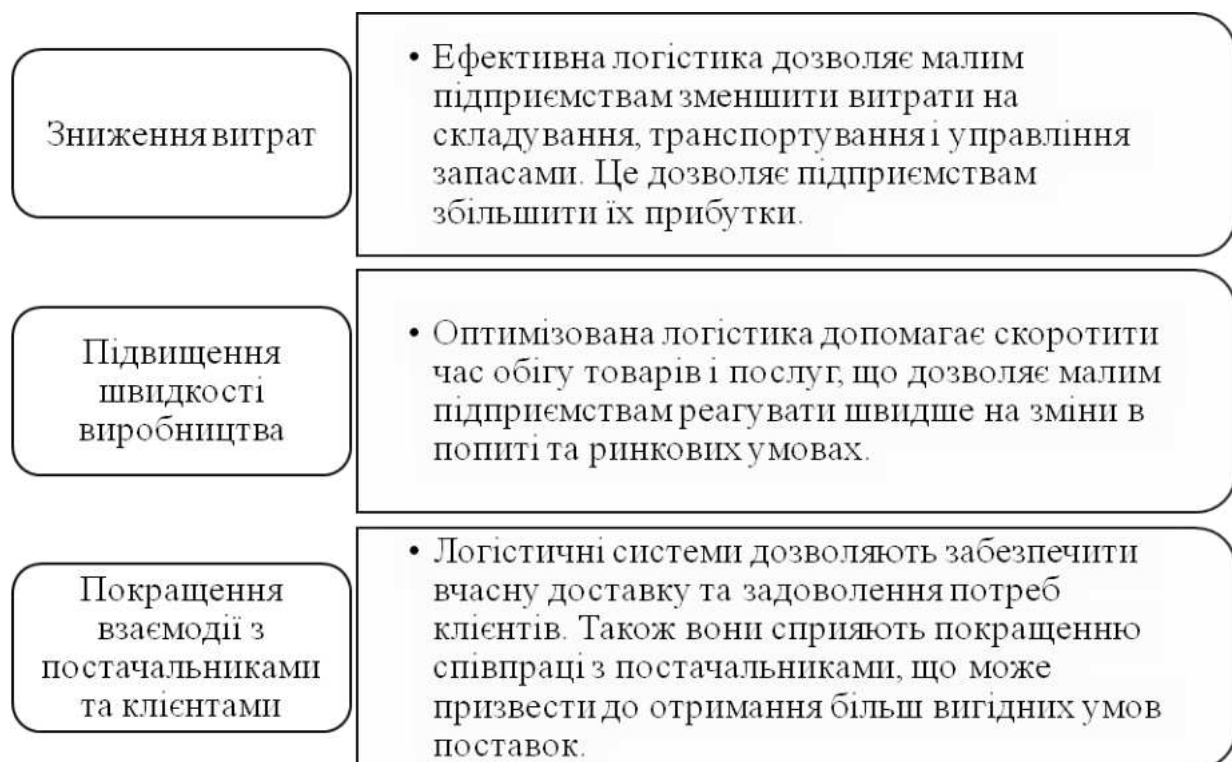 Зниження витрат
• Ефективна логістика дозволяє малим
підприємствам зменшити витрати на
складування, транспортування і управління
запасами. Це дозволяє підприємствам
збільшити їх прибутки.
Підвищення
швидкості
виробництва
• Оптимізована логістика допомагає скоротити
час обігу товарів і послуг, що дозволяє малим
підприємствам реагувати швидше на зміни в
попиті та ринкових умовах.
Покращення
взаємодії з
постачальниками
та клієнтами
• Логістичні системи дозволяють забезпечити
вчасну доставку та задоволення потреб
клієнтів. Також вони сприяють покращенню
співпраці з постачальниками, що може
призвести до отримання більш вигідних умов
поставок.